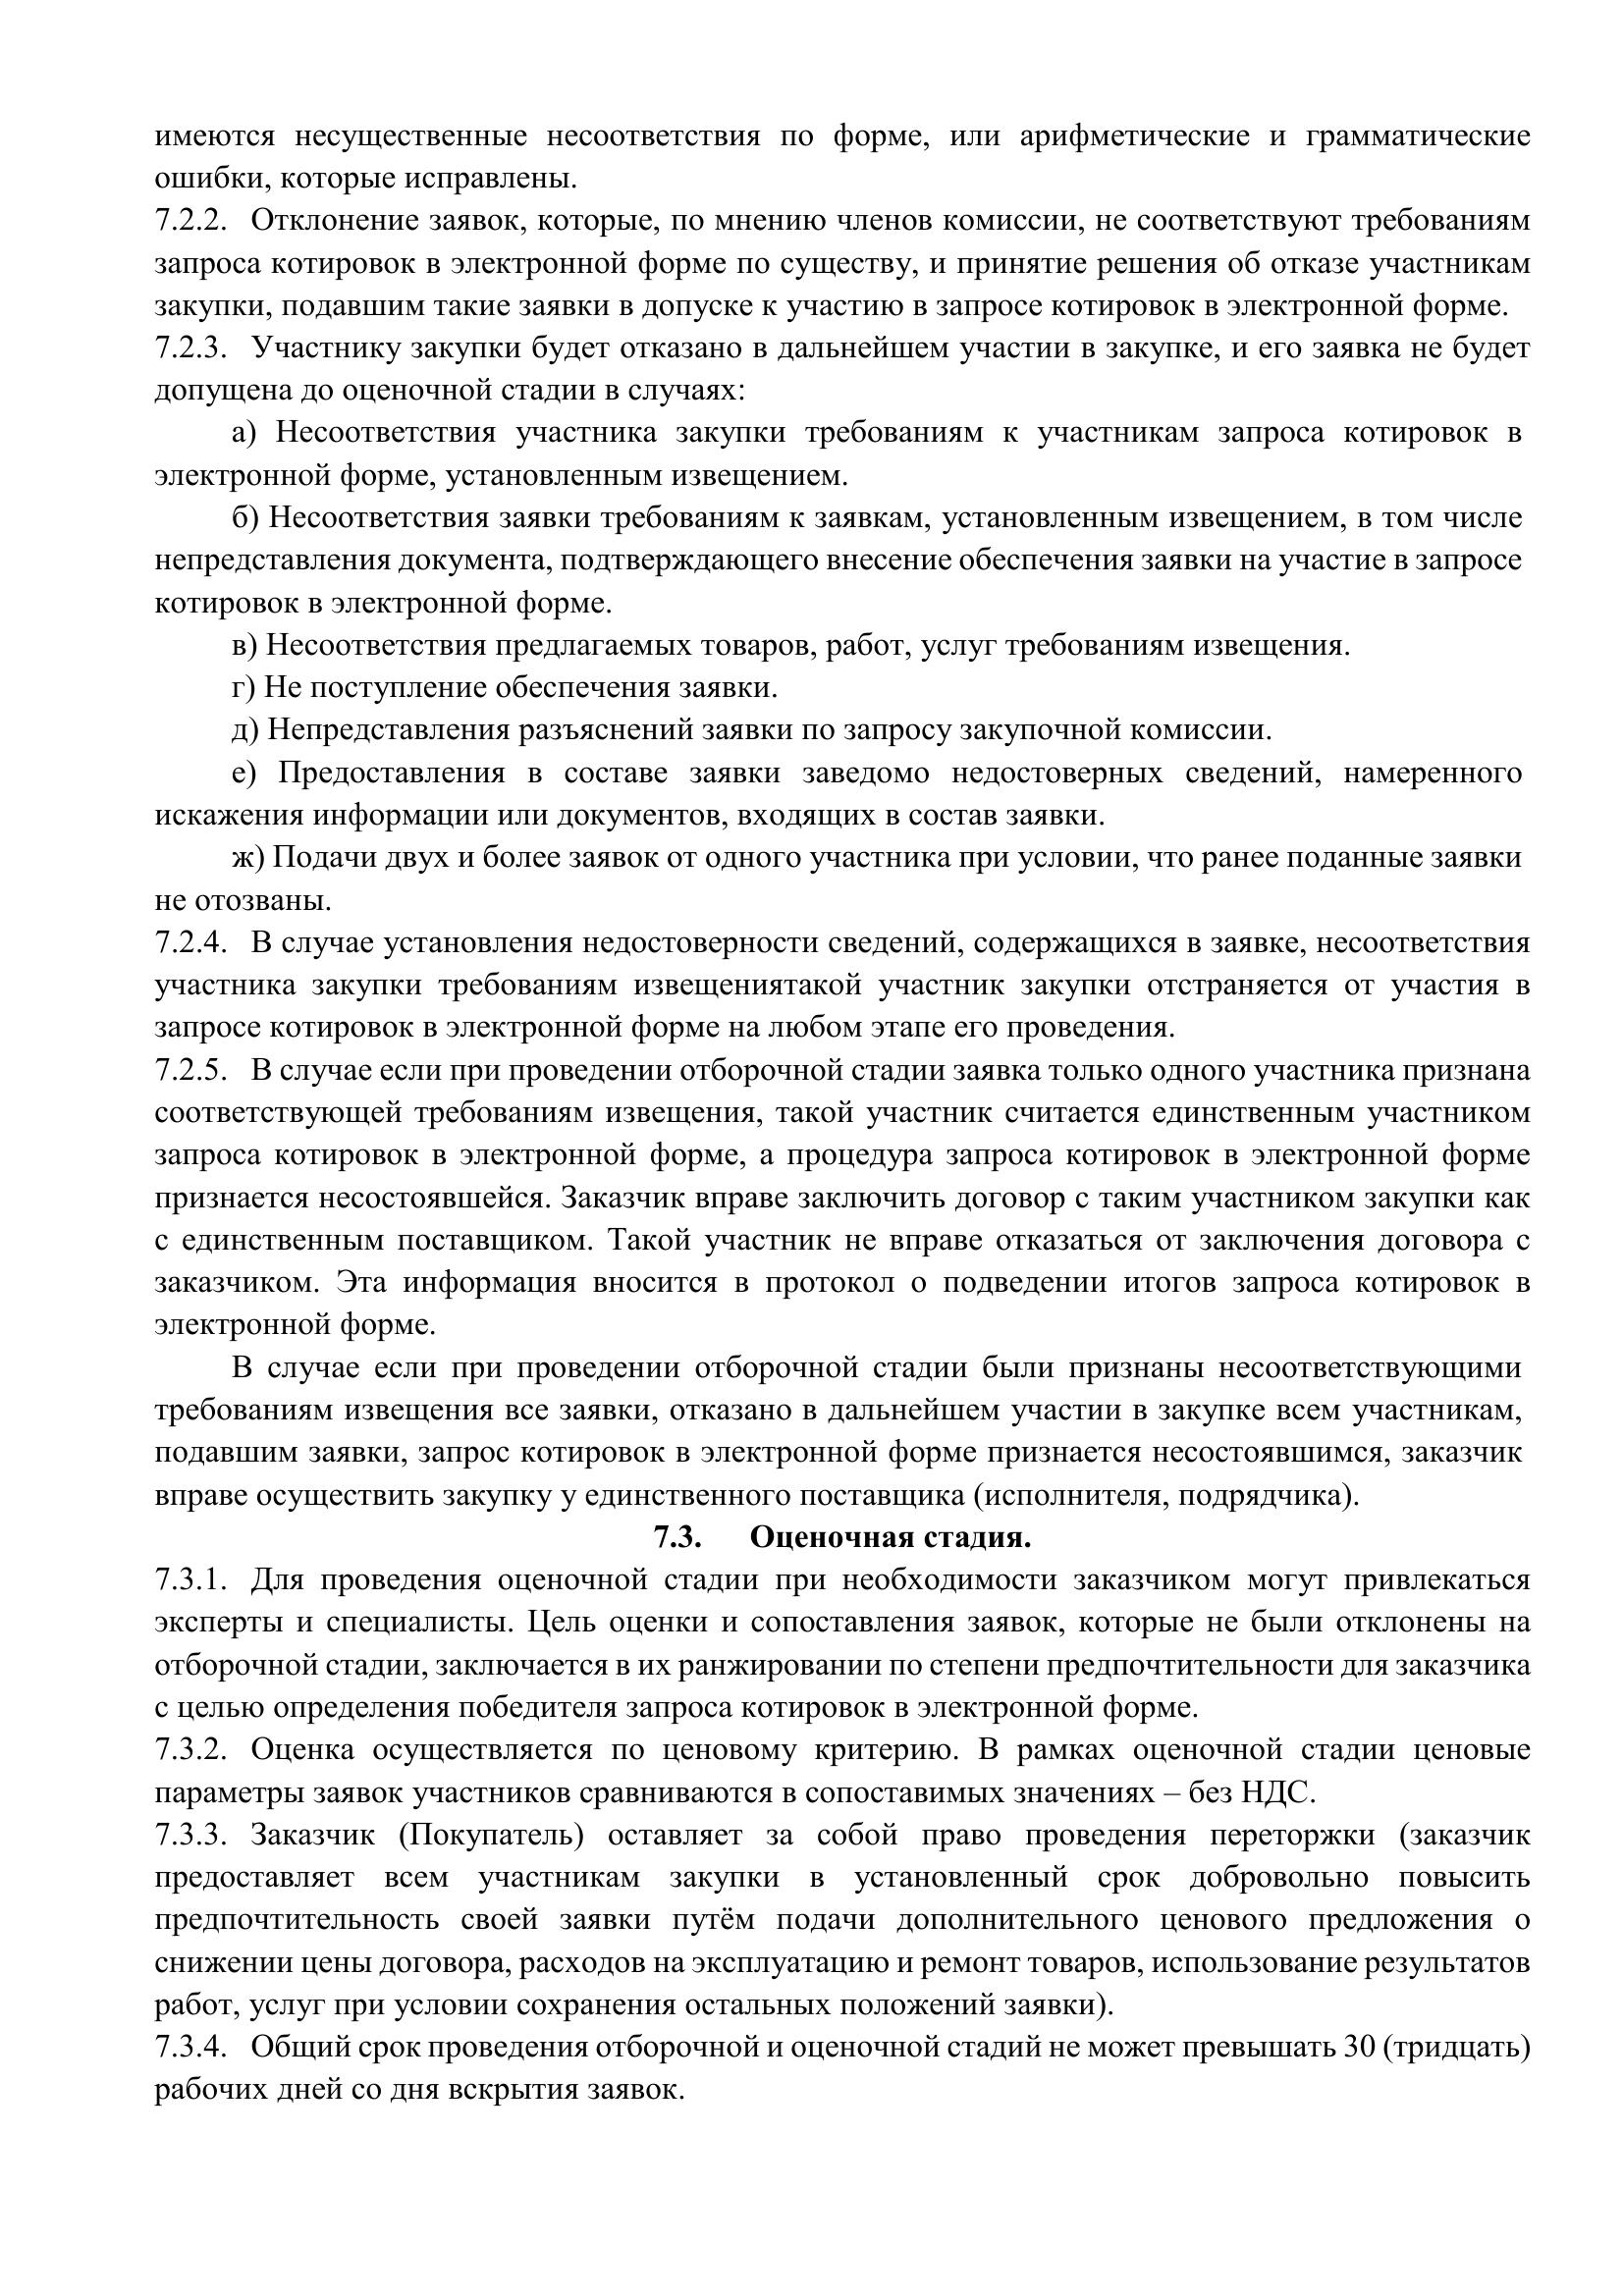 имеются несущественные несоответствия по форме, или арифметические и грамматические
ошибки, которые исправлены.
7.2.2. Отклонение заявок, которые, по мнению членов комиссии, не соответствуют требованиям
запроса котировок в электронной форме по существу, и принятие решения об отказе участникам
закупки, подавшим такие заявки в допуске к участию в запросе котировок в электронной форме.
7.2.3. Участнику закупки будет отказано в дальнейшем участии в закупке, и его заявка не будет
допущена до оценочной стадии в случаях:
а) Несоответствия участника закупки требованиям к участникам запроса котировок в
электронной форме, установленным извещением.
б) Несоответствия заявки требованиям к заявкам, установленным извещением, в том числе
непредставления документа, подтверждающего внесение обеспечения заявки на участие в запросе
котировок в электронной форме.
в) Несоответствия предлагаемых товаров, работ, услуг требованиям извещения.
г) Не поступление обеспечения заявки.
д) Непредставления разъяснений заявки по запросу закупочной комиссии.
е) Предоставления в составе заявки заведомо недостоверных сведений, намеренного
искажения информации или документов, входящих в состав заявки.
ж) Подачи двух и более заявок от одного участника при условии, что ранее поданные заявки
не отозваны.
7.2.4. В случае установления недостоверности сведений, содержащихся в заявке, несоответствия
участника закупки требованиям извещениятакой участник закупки отстраняется от участия в
запросе котировок в электронной форме на любом этапе его проведения.
7.2.5. В случае если при проведении отборочной стадии заявка только одного участника признана
соответствующей требованиям извещения, такой участник считается единственным участником
запроса котировок в электронной форме, а процедура запроса котировок в электронной форме
признается несостоявшейся. Заказчик вправе заключить договор с таким участником закупки как
с единственным поставщиком. Такой участник не вправе отказаться от заключения договора с
заказчиком. Эта информация вносится в протокол о подведении итогов запроса котировок в
электронной форме.
В случае если при проведении отборочной стадии были признаны несоответствующими
требованиям извещения все заявки, отказано в дальнейшем участии в закупке всем участникам,
подавшим заявки, запрос котировок в электронной форме признается несостоявшимся, заказчик
вправе осуществить закупку у единственного поставщика (исполнителя, подрядчика).
7.3. Оценочная стадия.
7.3.1. Для проведения оценочной стадии при необходимости заказчиком могут привлекаться
эксперты и специалисты. Цель оценки и сопоставления заявок, которые не были отклонены на
отборочной стадии, заключается в их ранжировании по степени предпочтительности для заказчика
с целью определения победителя запроса котировок в электронной форме.
7.3.2. Оценка осуществляется по ценовому критерию. В рамках оценочной стадии ценовые
параметры заявок участников сравниваются в сопоставимых значениях – без НДС.
7.3.3. Заказчик (Покупатель) оставляет за собой право проведения переторжки (заказчик
предоставляет всем участникам закупки в установленный срок добровольно повысить
предпочтительность своей заявки путём подачи дополнительного ценового предложения о
снижении цены договора, расходов на эксплуатацию и ремонт товаров, использование результатов
работ, услуг при условии сохранения остальных положений заявки).
7.3.4. Общий срок проведения отборочной и оценочной стадий не может превышать 30 (тридцать)
рабочих дней со дня вскрытия заявок.